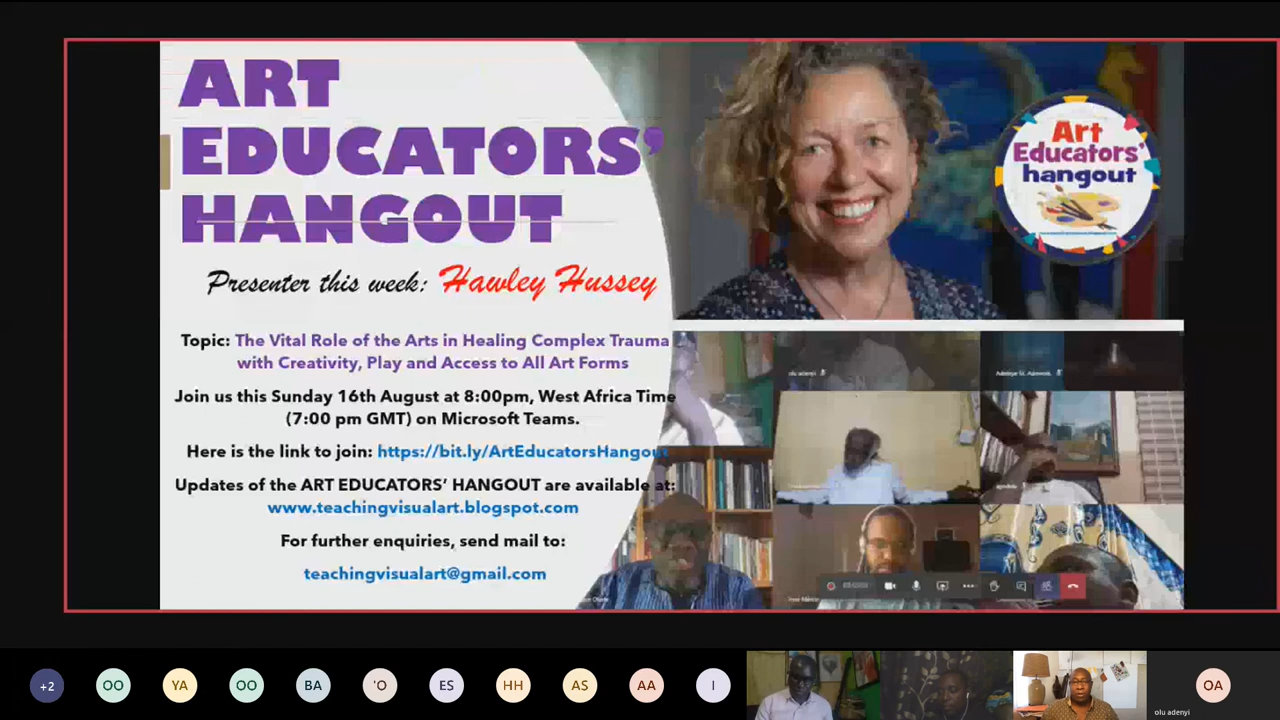 ART
EDUCATORS’
HANGOUT
Presenter this week: Hawley Hussey
Topic: The Vital Role of the Arts in Healing Complex Trauma
with Creativity, Play and Access to All Art Forms
Join us this Sunday 16th August at 8:00pm, West Africa Time
(7:00 pm GMT) on Microsoft Teams.
Here is the link to join: https://bit.ly/ArtEducatorsHangout
Updates of the ART EDUCATORS’ HANGOUT are available at:
www.teachingvisualart.blogspot.com
For further enquiries, send mail to:
teachingvisualart@gmail.com
Art
Educators’
hangout
olu adenyi
+2
OO
YA
OO
BA
'O
ES
HH
AS
AA
I
OA
olu adenyi